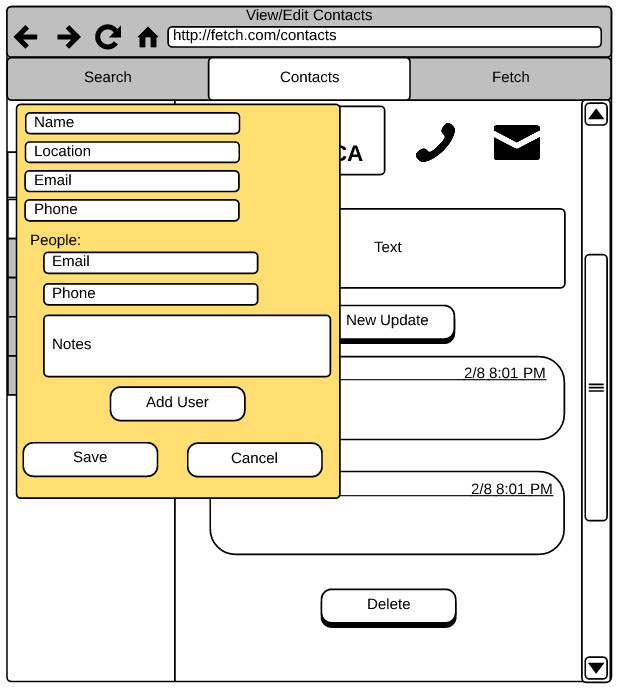 View/Edit Contacts
http://fetch.com/contacts
Search
Contacts
Fetch
Name
Location
Email
Phone
People:
Email
Phone
Notes
Add User
Save
Cancel
CA
Text
New Update
2/8 8:01 PM
2/8 8:01 PM
Delete